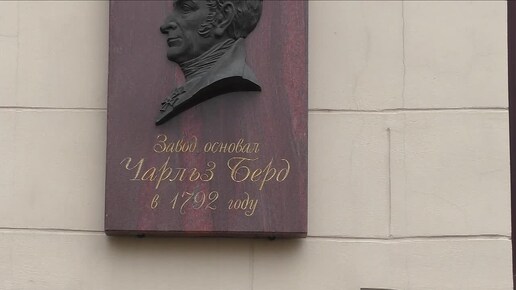 Завод основал
Чарльз Берд
в 1792 году